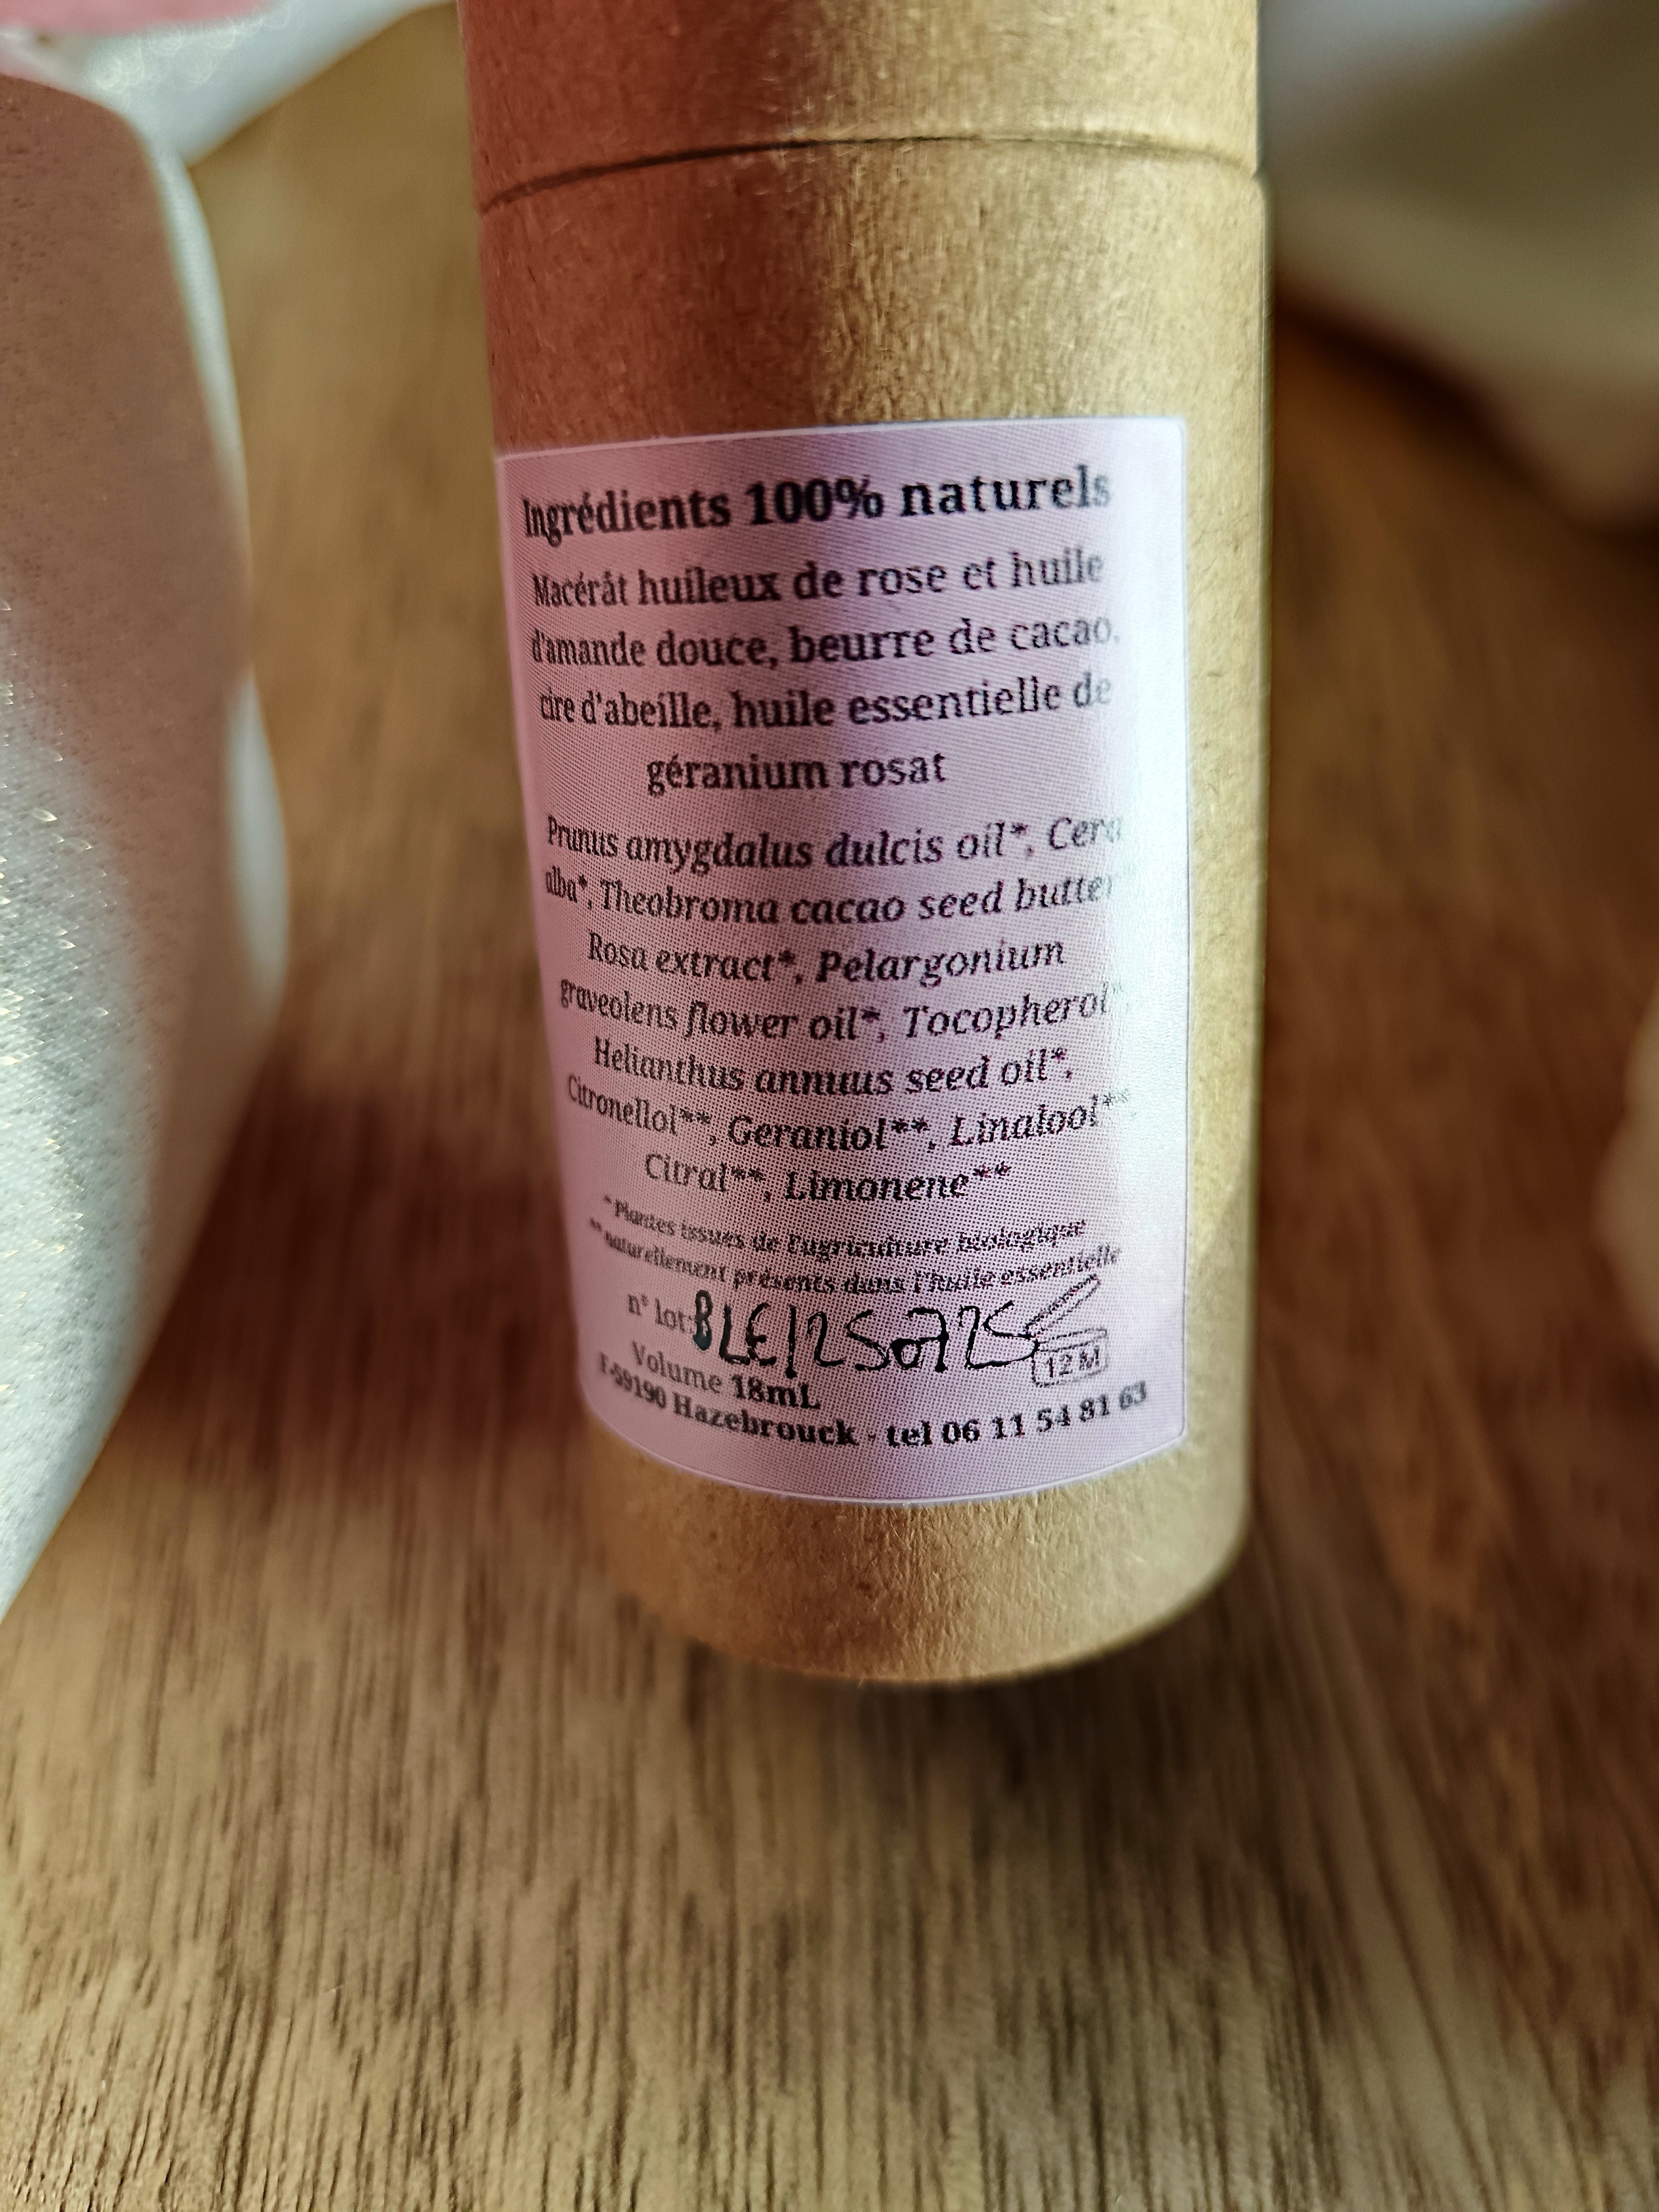 Ingrédients 100% naturels
Macérât huileux de rose et huile
d'amande douce, beurre de cacao,
cire d'abeille, huile essentielle de
géranium rosat
Prunus amygdalus dulcis oil*, Cera
alba*, Theobroma cacao seed butter*
Rosa extract*, Pelargonium
graveolens flower oil*, Tocopherol*,
Helianthus annuus seed oil*,
Citronellol**, Geraniol**, Linalool**
Citral**, Limonene**
*Plantes issues de l'agriculture biologique
**naturellement présents dans l'huile essentielle
n° lot:
12 M
Volume 18mL
F-59190 Hazebrouck - tel 06 11 54 81 63